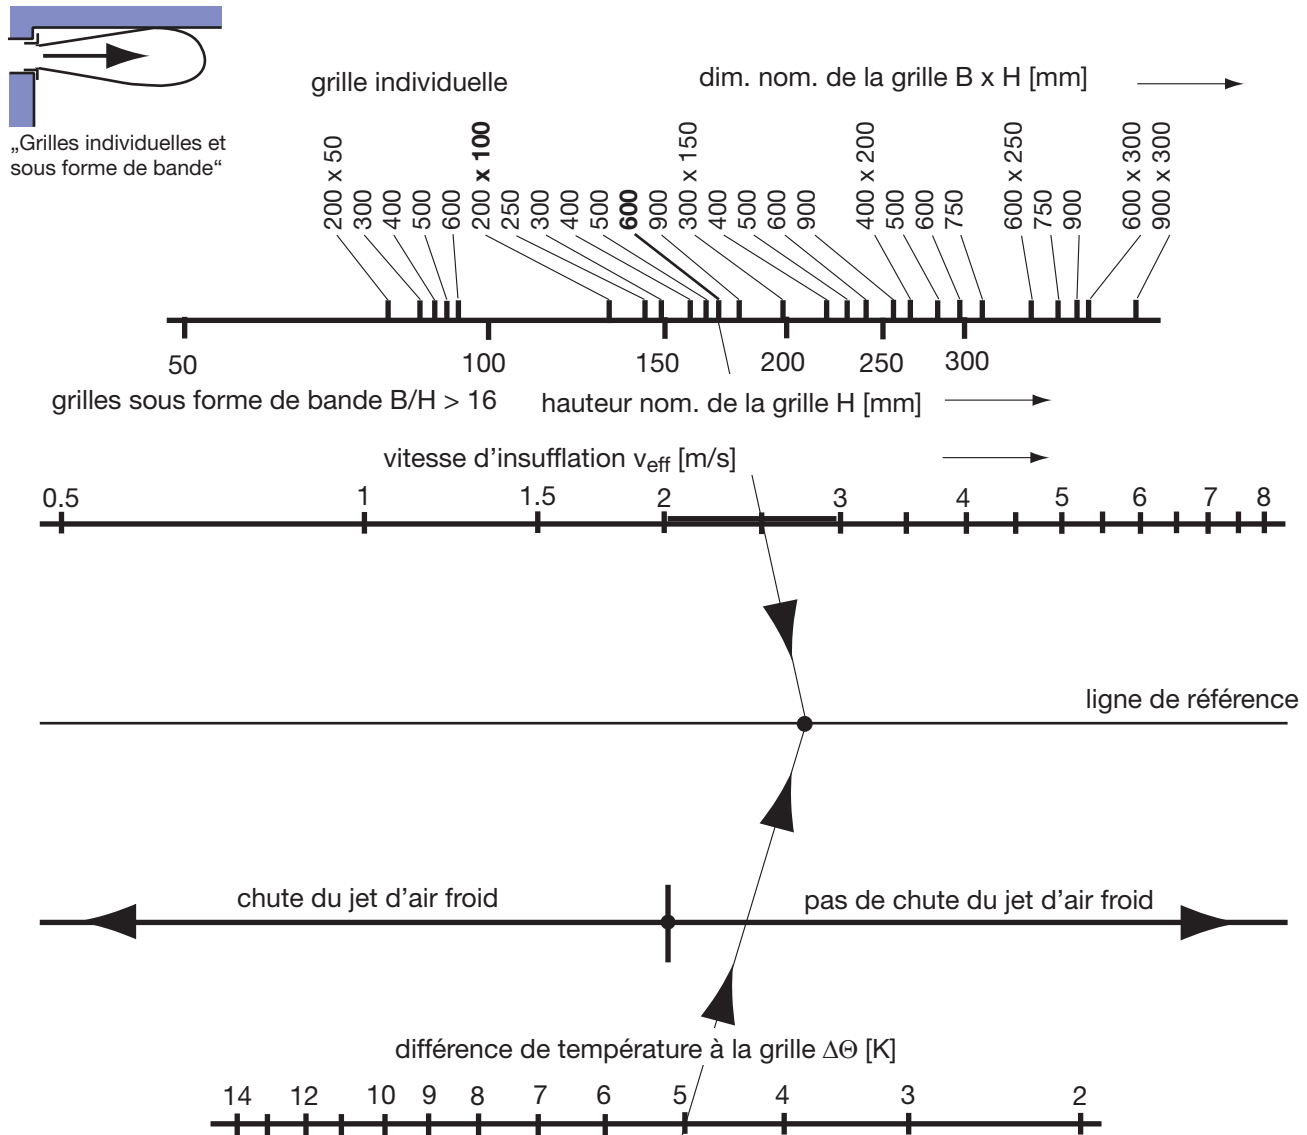 „Grilles individuelles et
sous forme de bande“
grille individuelle
dim. nom. de la grille B x H [mm]
200 x 50
300
400
500
600
200 x 100
250
300
400
500
600
900
300 x 150
400
500
600
900
400 x 200
500
600
750
600 x 250
750
900
600 x 300
900 x 300
50 100 150 200 250 300
grilles sous forme de bande B/H > 16
hauteur nom. de la grille H [mm]
vitesse d’insufflation veff [m/s]
0.5 1 1.5 2 3 4 5 6 7 8
ligne de référence
chute du jet d’air froid
pas de chute du jet d’air froid
différence de température à la grille ΔΘ [K]
14 12 10 9 8 7 6 5 4 3 2